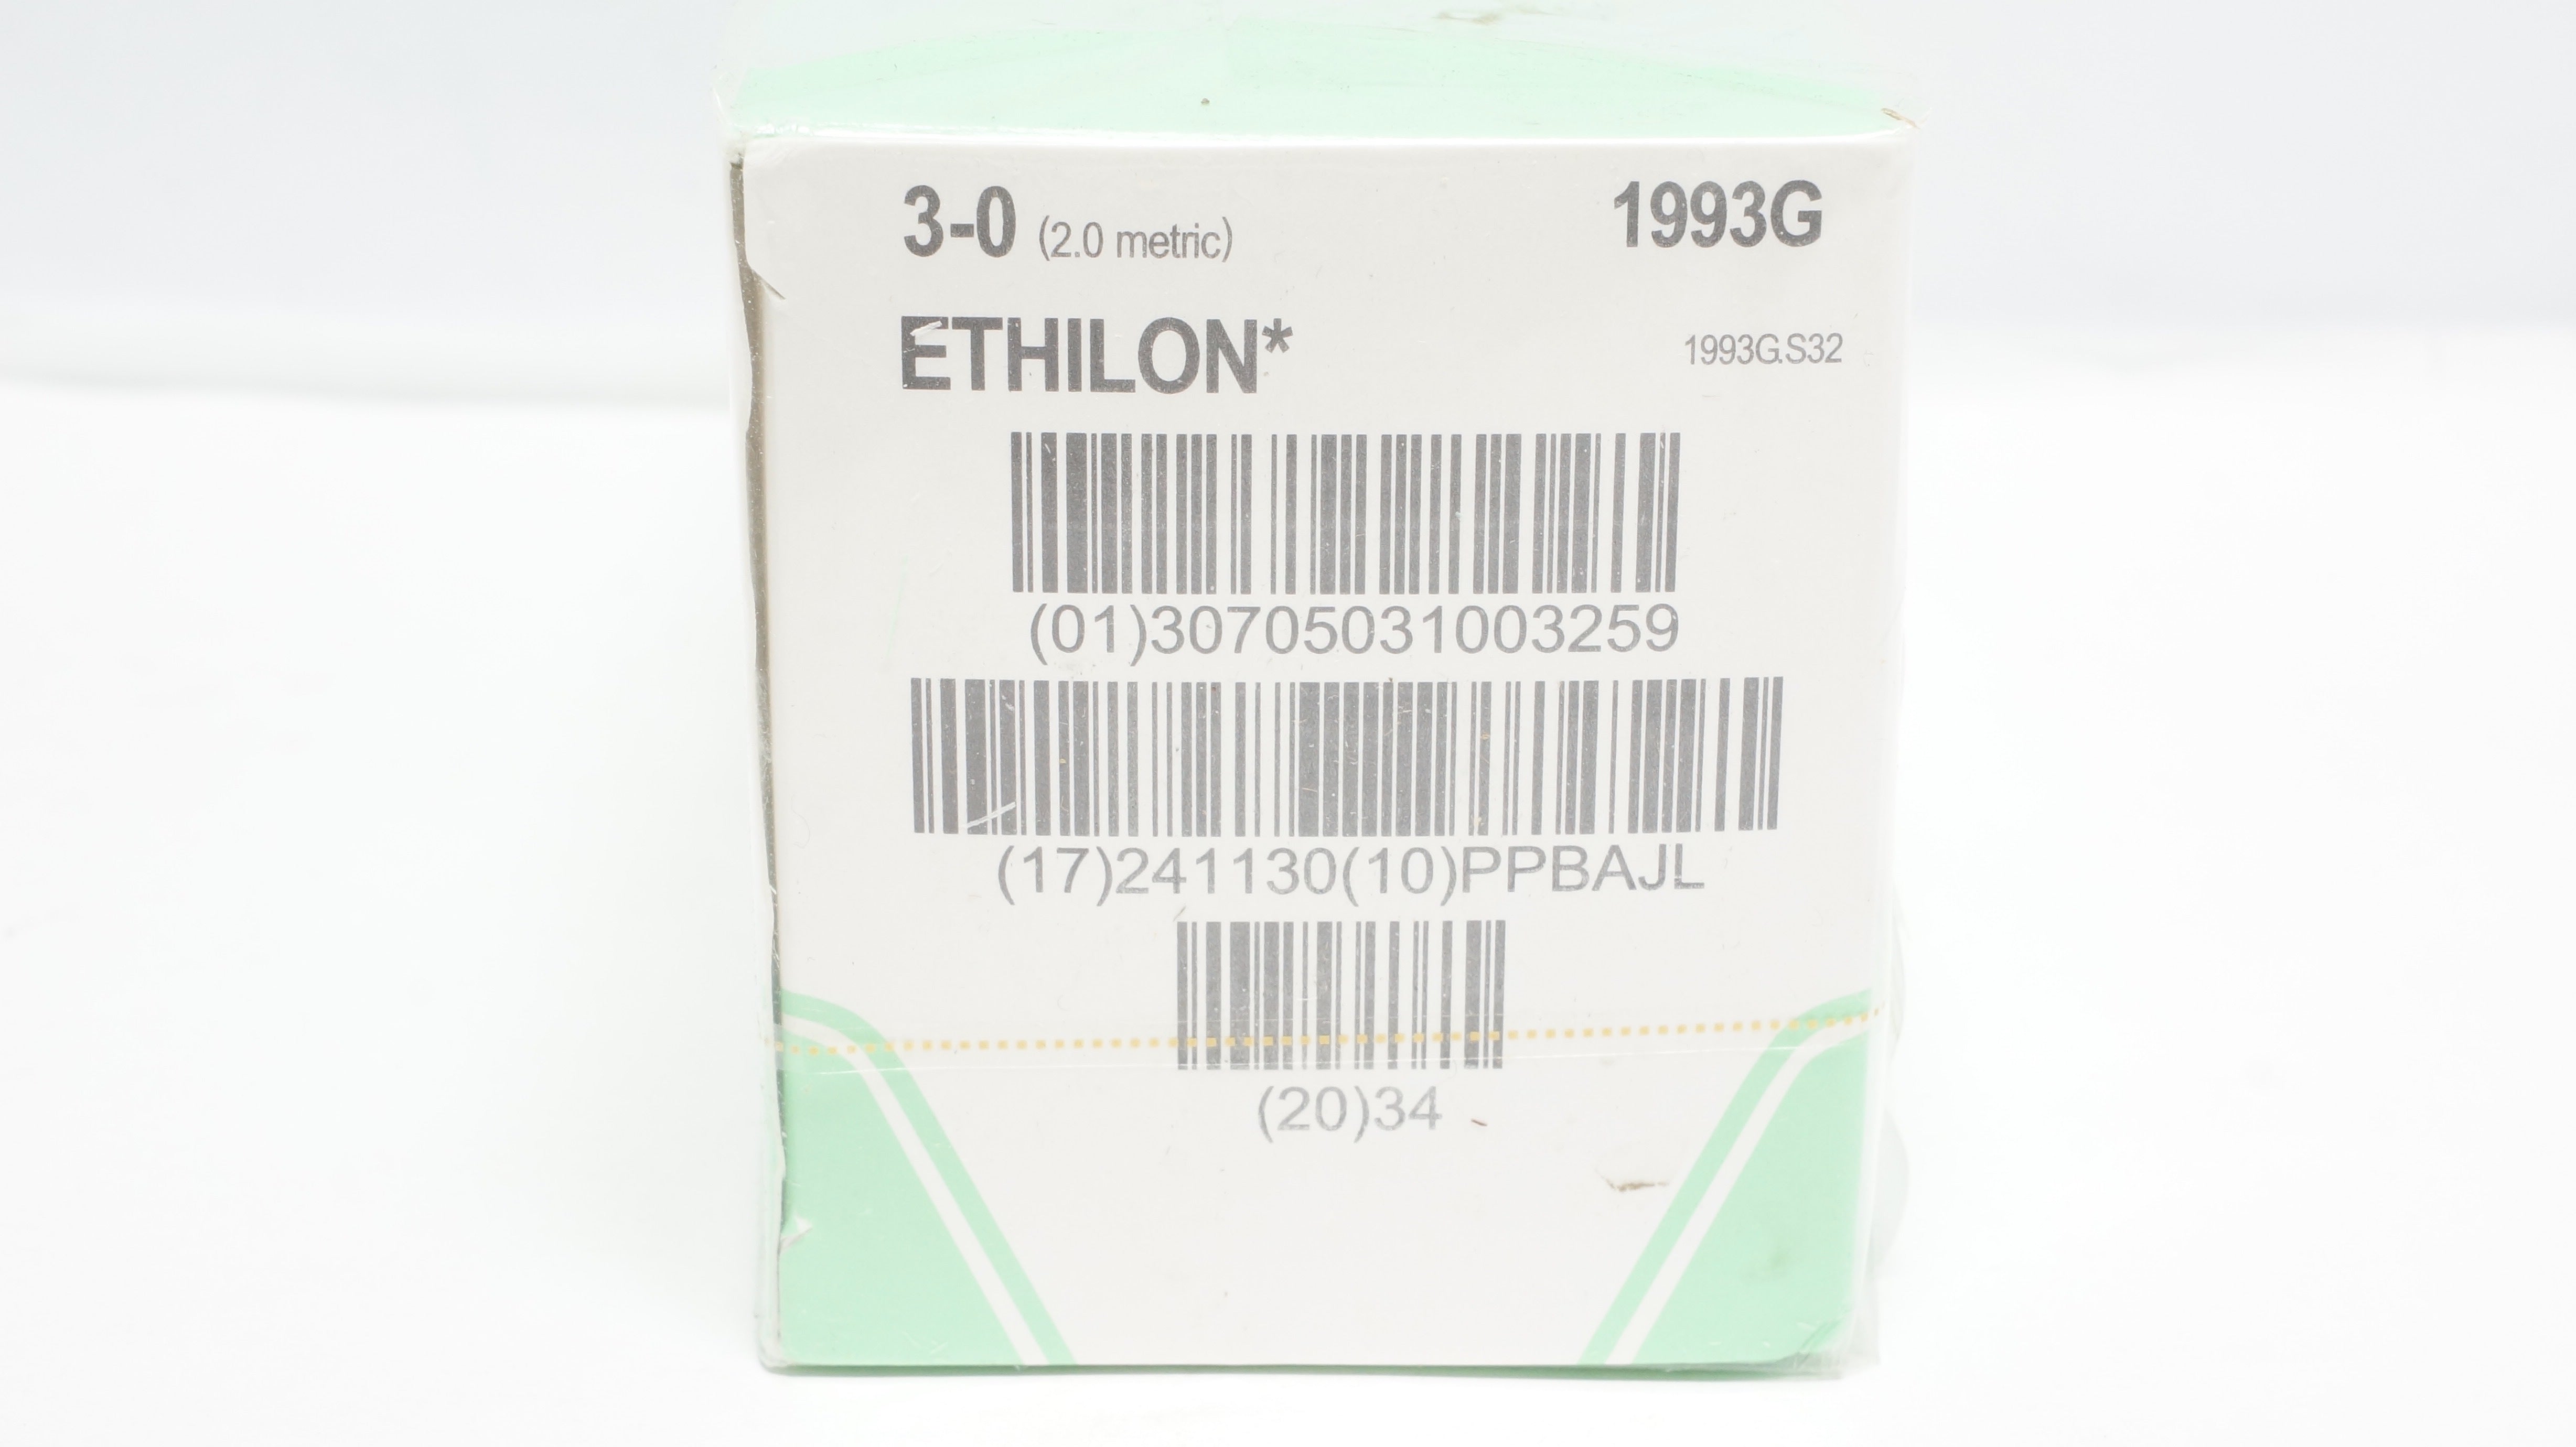 3-0 (2.0 metric) 1993G
ETHILON* 1993G.S32
(01)30705031003259
(17)241130(10)PPBAJL
(20)34